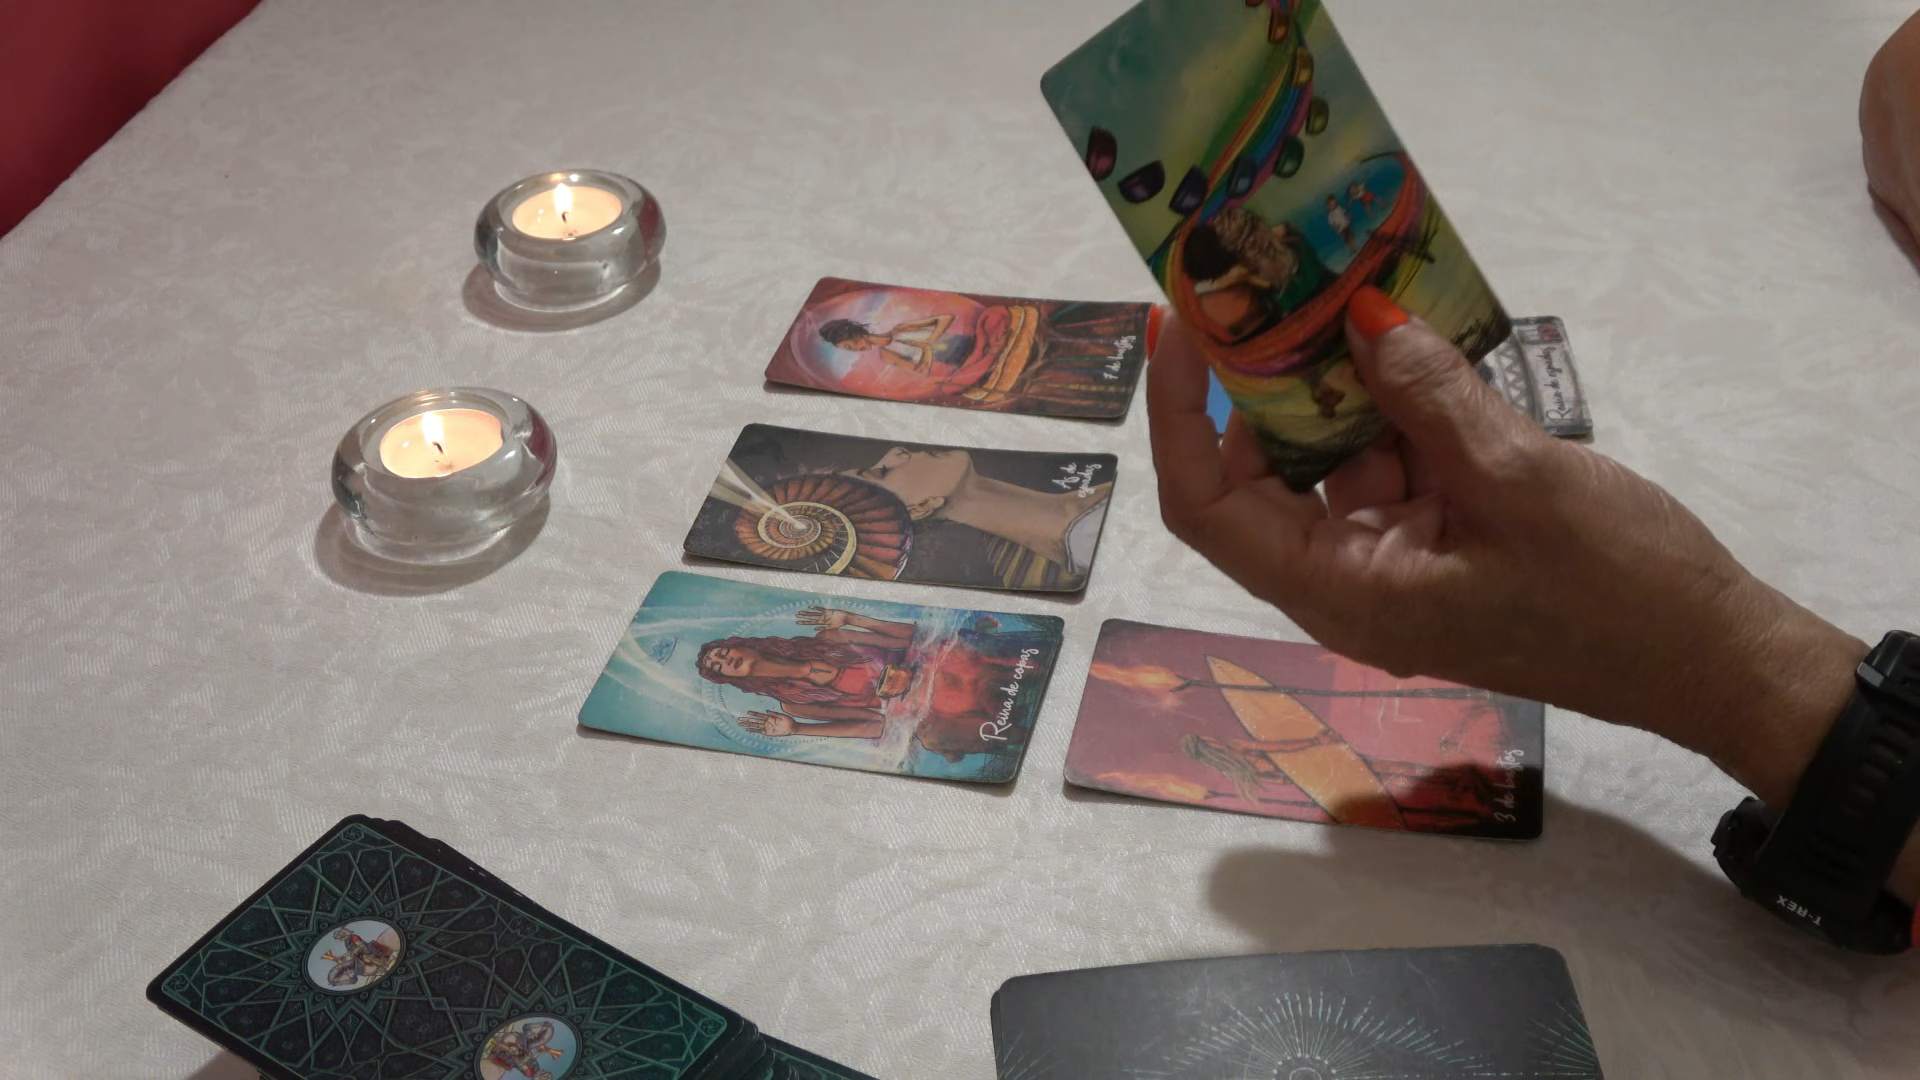 7 de bastos
As de
espadas
Reina de copas
3 de bastos
Reina de espadas
T-REX